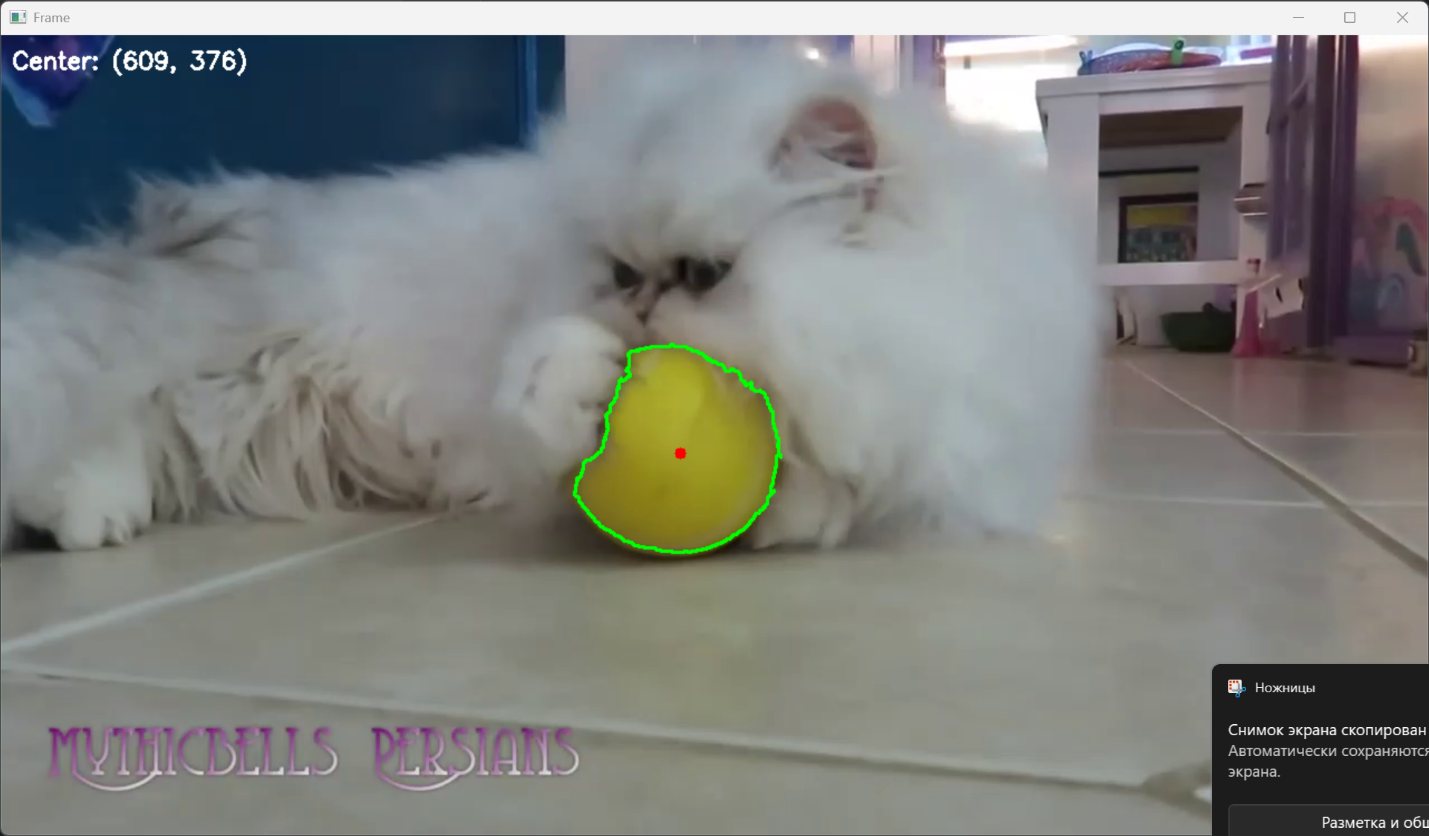 Frame
Center: (609, 376)
MYTHICBELLS PERSIANS
Ножницы
Снимок экрана скопирован
Автоматически сохраняются
экрана.
Разметка и общ